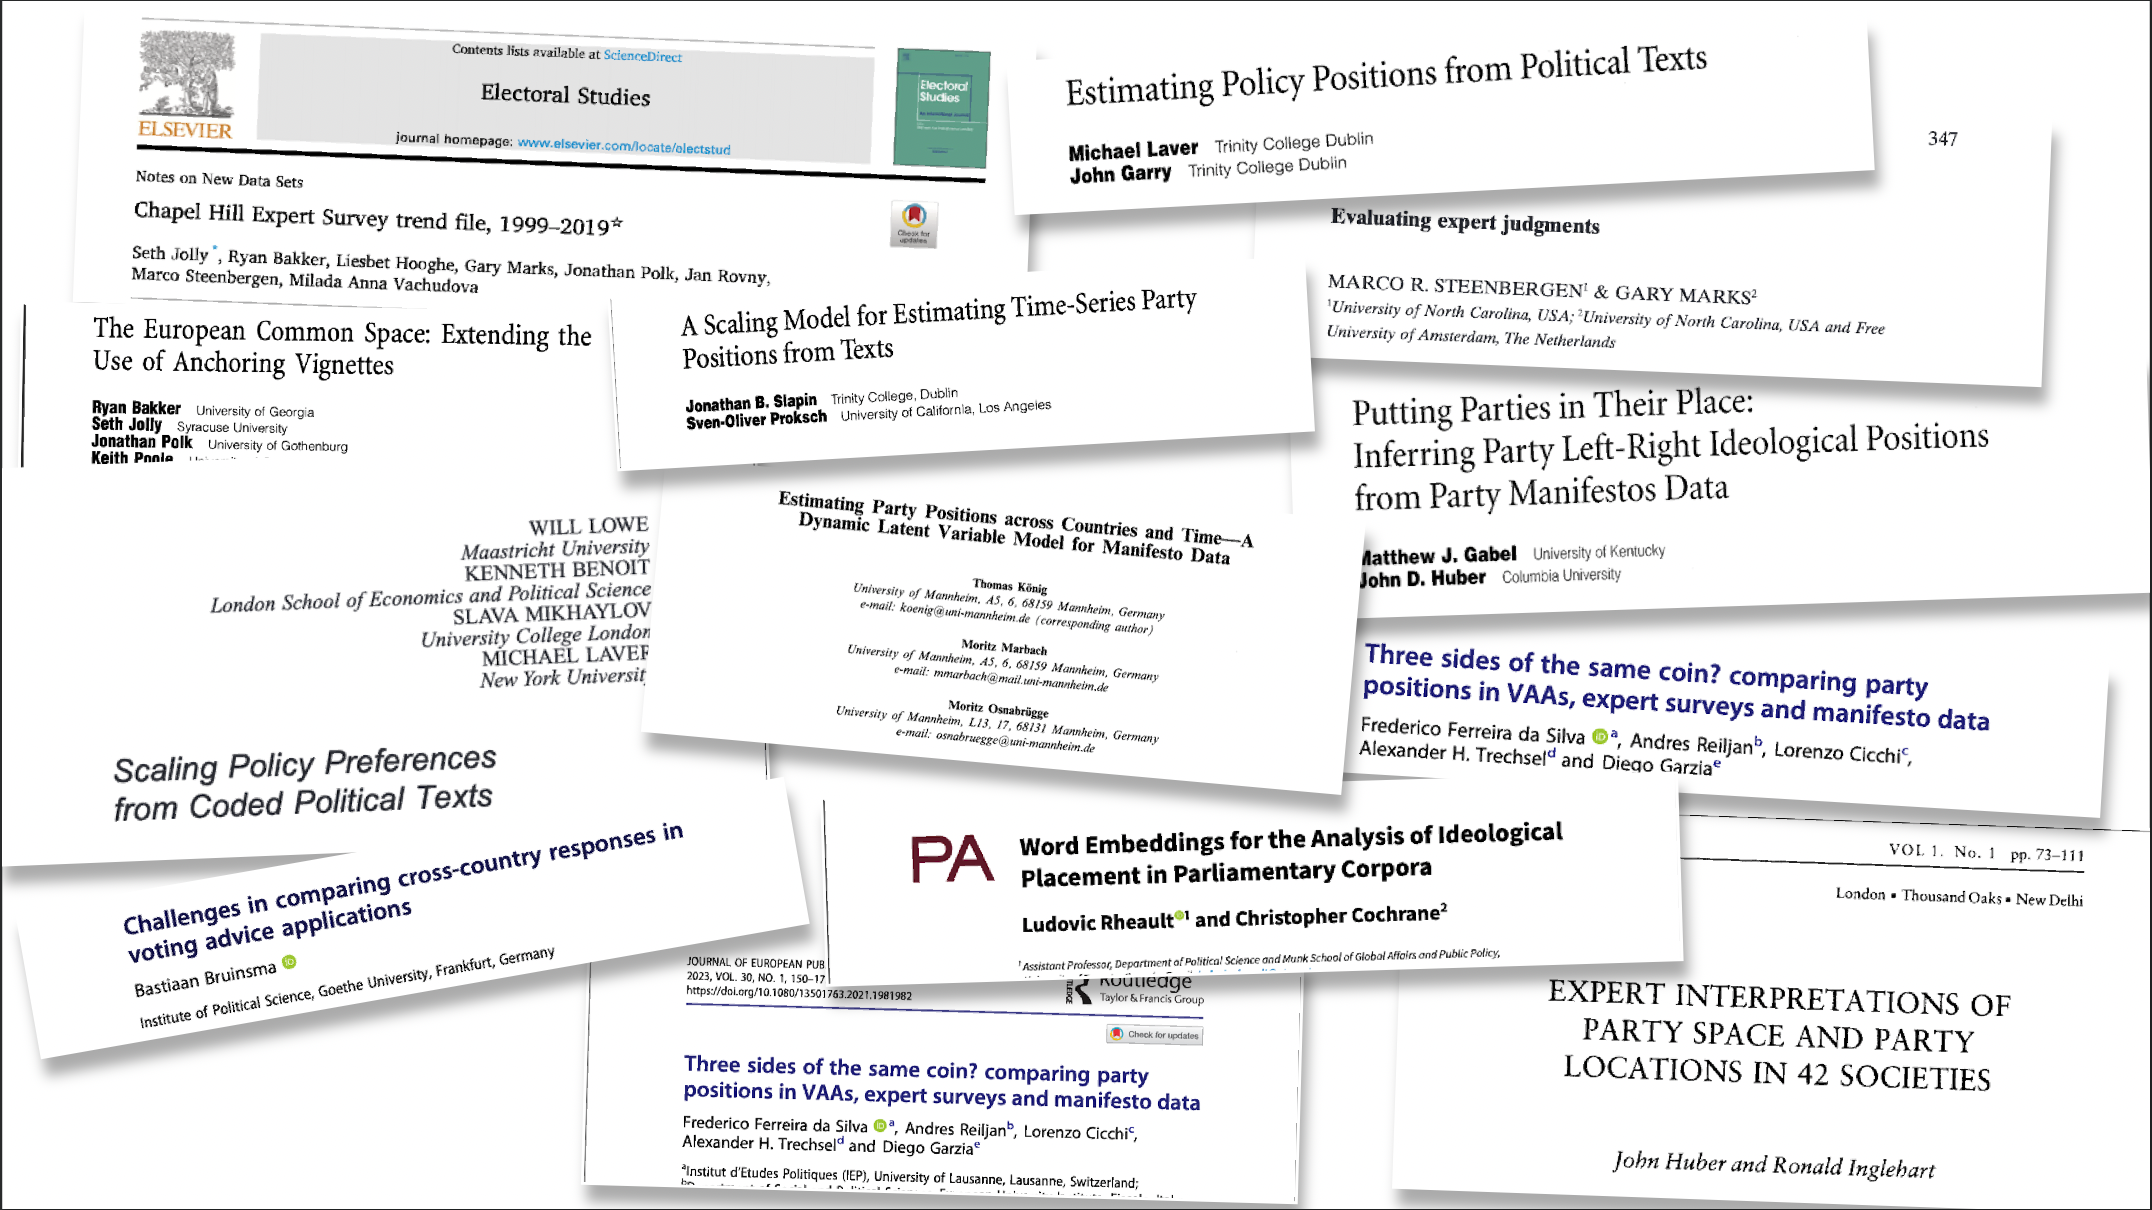 Contents lists available at ScienceDirect
Electoral Studies
journal homepage: www.elsevier.com/locate/electstud
ELSEVIER
Electoral
Studies
Notes on New Data Sets
Chapel Hill Expert Survey trend file, 1999–2019☆
Check for
updates
Seth Jolly *, Ryan Bakker, Liesbet Hooghe, Gary Marks, Jonathan Polk, Jan Rovny,
Marco Steenbergen, Milada Anna Vachudova
Estimating Policy Positions from Political Texts
Michael Laver Trinity College Dublin
John Garry Trinity College Dublin
347
Evaluating expert judgments
MARCO R. STEENBERGEN¹ & GARY MARKS²
¹University of North Carolina, USA; ²University of North Carolina, USA and Free
University of Amsterdam, The Netherlands
The European Common Space: Extending the
Use of Anchoring Vignettes
Ryan Bakker University of Georgia
Seth Jolly Syracuse University
Jonathan Polk University of Gothenburg
Keith Poole
A Scaling Model for Estimating Time-Series Party
Positions from Texts
Jonathan B. Slapin Trinity College, Dublin
Sven-Oliver Proksch University of California, Los Angeles
Putting Parties in Their Place:
Inferring Party Left-Right Ideological Positions
from Party Manifestos Data
Matthew J. Gabel University of Kentucky
John D. Huber Columbia University
WILL LOWE
Maastricht University
KENNETH BENOIT
London School of Economics and Political Science
SLAVA MIKHAYLOV
University College London
MICHAEL LAVER
New York University
Scaling Policy Preferences
from Coded Political Texts
Estimating Party Positions across Countries and Time—A
Dynamic Latent Variable Model for Manifesto Data
Thomas König
University of Mannheim, A5, 6, 68159 Mannheim, Germany
e-mail: koenig@uni-mannheim.de (corresponding author)
Moritz Marbach
University of Mannheim, A5, 6, 68159 Mannheim, Germany
e-mail: mmarbach@mail.uni-mannheim.de
Moritz Osnabrügge
University of Mannheim, L13, 17, 68131 Mannheim, Germany
e-mail: osnabruegge@uni-mannheim.de
Three sides of the same coin? comparing party
positions in VAAs, expert surveys and manifesto data
Frederico Ferreira da Silva iD a, Andres Reiljan b, Lorenzo Cicchi c,
Alexander H. Trechsel d and Diego Garzia e
Challenges in comparing cross-country responses in
voting advice applications
Bastiaan Bruinsma iD
Institute of Political Science, Goethe University, Frankfurt, Germany
PA
Word Embeddings for the Analysis of Ideological
Placement in Parliamentary Corpora
Ludovic Rheault 1 and Christopher Cochrane 2
¹ Assistant Professor, Department of Political Science and Munk School of Global Affairs and Public Policy,
VOL 1. No. 1 pp. 73–111
London ▪ Thousand Oaks ▪ New Delhi
EXPERT INTERPRETATIONS OF
PARTY SPACE AND PARTY
LOCATIONS IN 42 SOCIETIES
John Huber and Ronald Inglehart
JOURNAL OF EUROPEAN PUB
2023, VOL. 30, NO. 1, 150–17
https://doi.org/10.1080/13501763.2021.1981982
Routledge
Taylor & Francis Group
Check for updates
Three sides of the same coin? comparing party
positions in VAAs, expert surveys and manifesto data
Frederico Ferreira da Silva iD a, Andres Reiljan b, Lorenzo Cicchi c,
Alexander H. Trechsel d and Diego Garzia e
a Institut d'Etudes Politiques (IEP), University of Lausanne, Lausanne, Switzerland;